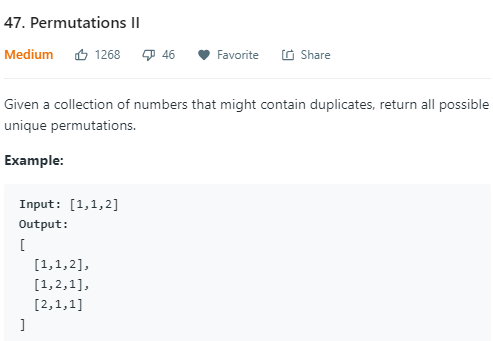 47. Permutations II
Medium 1268 46 Favorite Share
Given a collection of numbers that might contain duplicates, return all possible
unique permutations.
Example:
Input: [1,1,2]
Output:
[
  [1,1,2],
  [1,2,1],
  [2,1,1]
]